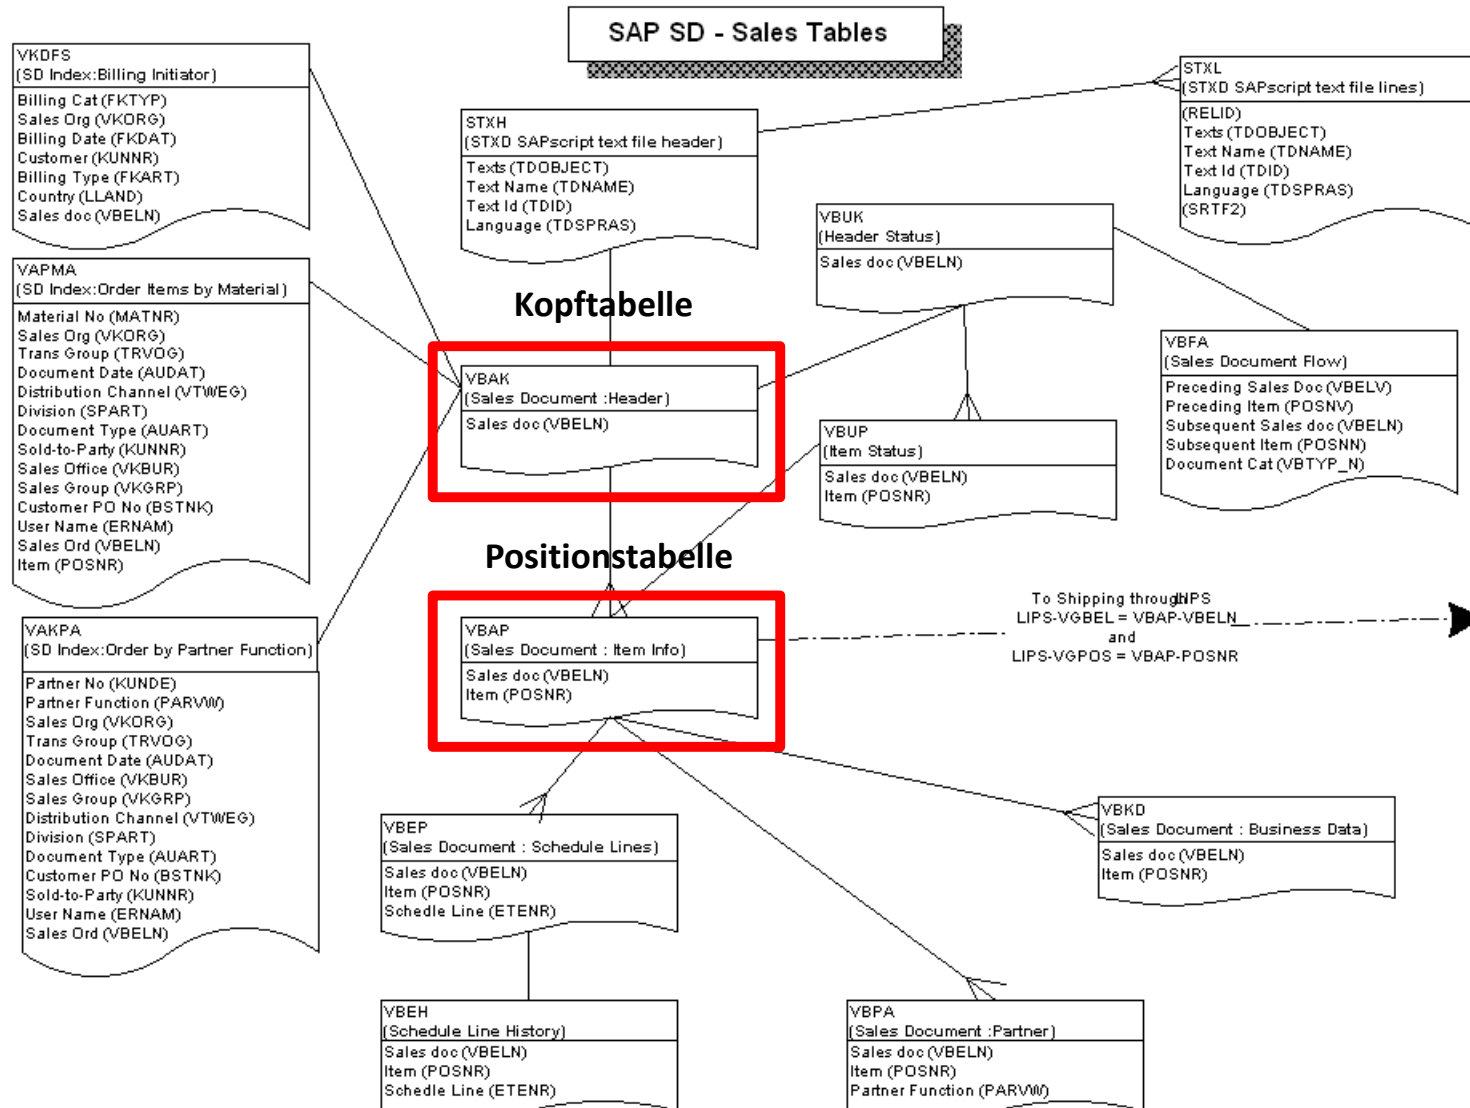 SAP SD - Sales Tables
VKDFS
(SD Index:Billing Initiator)
Billing Cat (FKTYP)
Sales Org (VKORG)
Billing Date (FKDAT)
Customer (KUNNR)
Billing Type (FKART)
Country (LLAND)
Sales doc (VBELN)
STXH
(STXD SAPscript text file header)
Texts (TDOBJECT)
Text Name (TDNAME)
Text Id (TDID)
Language (TDSPRAS)
STXL
(STXD SAPscript text file lines)
(RELID)
Texts (TDOBJECT)
Text Name (TDNAME)
Text Id (TDID)
Language (TDSPRAS)
(SRTF2)
VBUK
(Header Status)
Sales doc (VBELN)
VAPMA
(SD Index:Order Items by Material)
Material No (MATNR)
Sales Org (VKORG)
Trans Group (TRVOG)
Document Date (AUDAT)
Distribution Channel (VTWEG)
Division (SPART)
Document Type (AUART)
Sold-to-Party (KUNNR)
Sales Office (VKBUR)
Sales Group (VKGRP)
Customer PO No (BSTNK)
User Name (ERNAM)
Sales Ord (VBELN)
Item (POSNR)
Kopftabelle
VBAK
(Sales Document :Header)
Sales doc (VBELN)
VBFA
(Sales Document Flow)
Preceding Sales Doc (VBELV)
Preceding Item (POSNV)
Subsequent Sales doc (VBELN)
Subsequent Item (POSNN)
Document Cat (VBTYP_N)
VBUP
(Item Status)
Sales doc (VBELN)
Item (POSNR)
Positionstabelle
VBAP
(Sales Document : Item Info)
Sales doc (VBELN)
Item (POSNR)
To Shipping through LIPS
LIPS-VGBEL = VBAP-VBELN
and
LIPS-VGPOS = VBAP-POSNR
VAKPA
(SD Index:Order by Partner Function)
Partner No (KUNDE)
Partner Function (PARVW)
Sales Org (VKORG)
Trans Group (TRVOG)
Document Date (AUDAT)
Sales Office (VKBUR)
Sales Group (VKGRP)
Distribution Channel (VTWEG)
Division (SPART)
Document Type (AUART)
Customer PO No (BSTNK)
Sold-to-Party (KUNNR)
User Name (ERNAM)
Sales Ord (VBELN)
VBEP
(Sales Document : Schedule Lines)
Sales doc (VBELN)
Item (POSNR)
Schedle Line (ETENR)
VBKD
(Sales Document : Business Data)
Sales doc (VBELN)
Item (POSNR)
VBEH
(Schedule Line History)
Sales doc (VBELN)
Item (POSNR)
Schedle Line (ETENR)
VBPA
(Sales Document :Partner)
Sales doc (VBELN)
Item (POSNR)
Partner Function (PARVW)